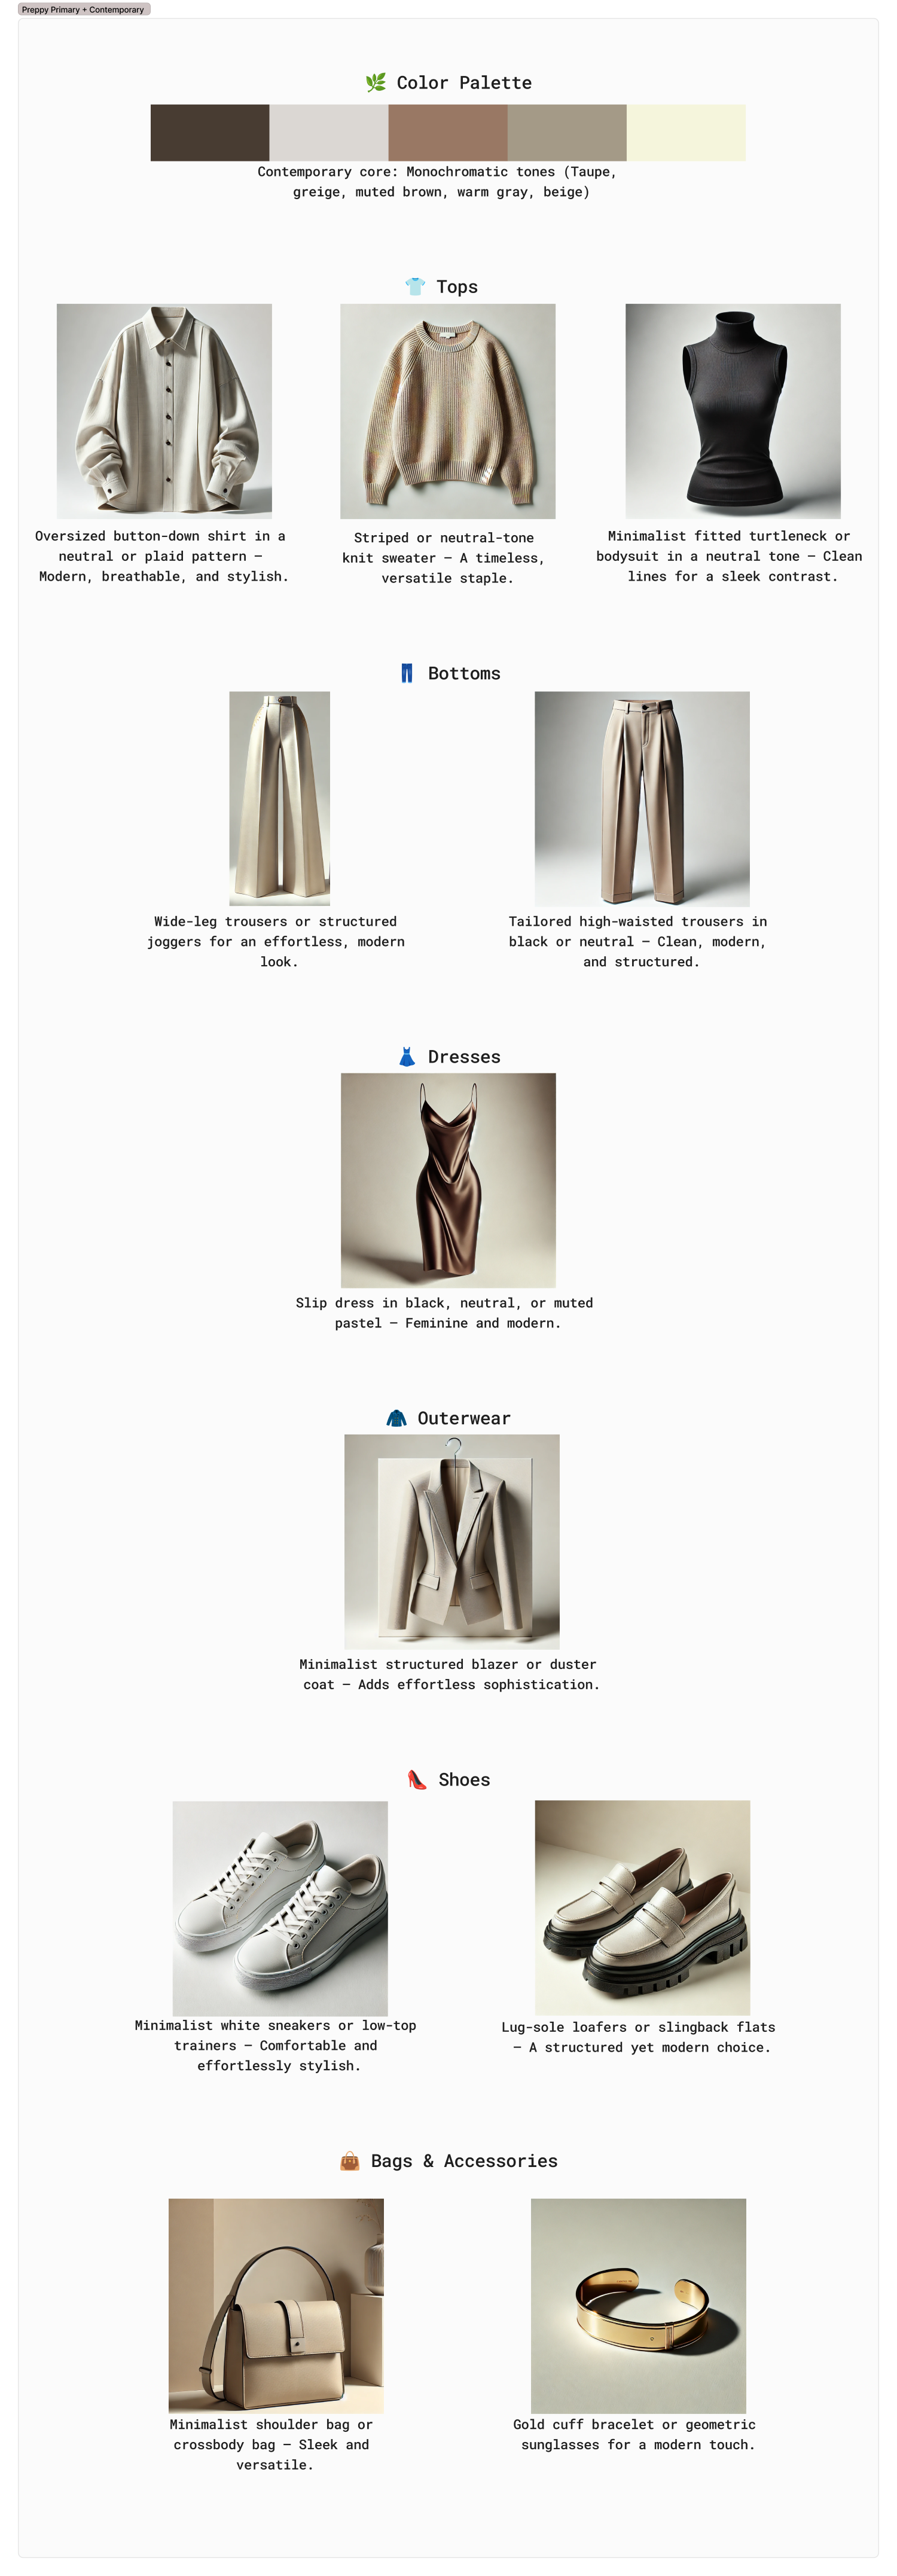 Preppy Primary + Contemporary
🌿 Color Palette
Contemporary core: Monochromatic tones (Taupe,
greige, muted brown, warm gray, beige)
👕 Tops
Oversized button-down shirt in a
neutral or plaid pattern –
Modern, breathable, and stylish.
Striped or neutral-tone
knit sweater – A timeless,
versatile staple.
Minimalist fitted turtleneck or
bodysuit in a neutral tone – Clean
lines for a sleek contrast.
👖 Bottoms
Wide-leg trousers or structured
joggers for an effortless, modern
look.
Tailored high-waisted trousers in
black or neutral – Clean, modern,
and structured.
👗 Dresses
Slip dress in black, neutral, or muted
pastel – Feminine and modern.
🧥 Outerwear
Minimalist structured blazer or duster
coat – Adds effortless sophistication.
👠 Shoes
Minimalist white sneakers or low-top
trainers – Comfortable and
effortlessly stylish.
Lug-sole loafers or slingback flats
– A structured yet modern choice.
👜 Bags & Accessories
Minimalist shoulder bag or
crossbody bag – Sleek and
versatile.
Gold cuff bracelet or geometric
sunglasses for a modern touch.